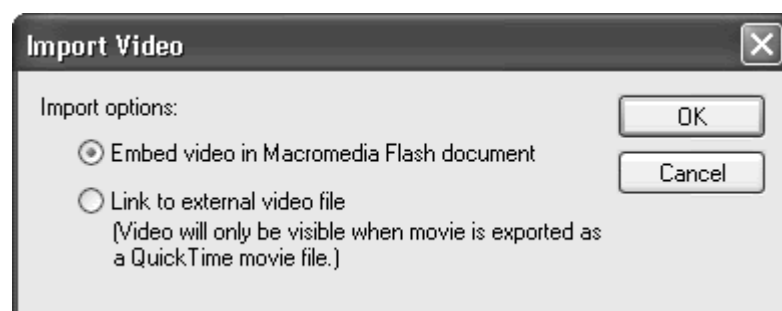 Import Video
Import options:
OK
Embed video in Macromedia Flash document
Cancel
Link to external video file
(Video will only be visible when movie is exported as
a QuickTime movie file.)